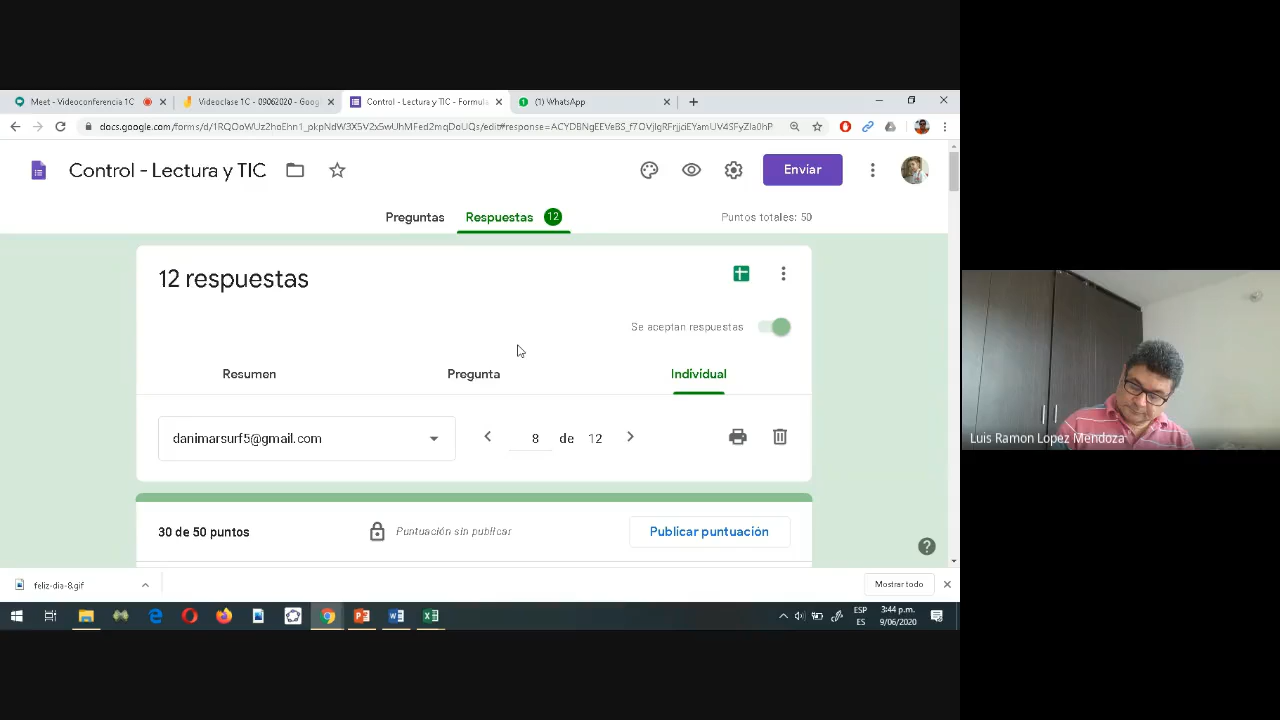 Meet - Videoconferencia 1C
Videoclase 1C - 09062020 - Goog
Control - Lectura y TIC - Formula
(1) WhatsApp
Control - Lectura y TIC
Enviar
Preguntas
Respuestas
12
Puntos totales: 50
12 respuestas
Se aceptan respuestas
Resumen
Pregunta
Individual
danimarsurf5@gmail.com
8 de 12
30 de 50 puntos
Puntuación sin publicar
Publicar puntuación
feliz-dia-8.gif
Mostrar todo
ESP
ES
3:44 p.m.
9/06/2020
Luis Ramon Lopez Mendoza